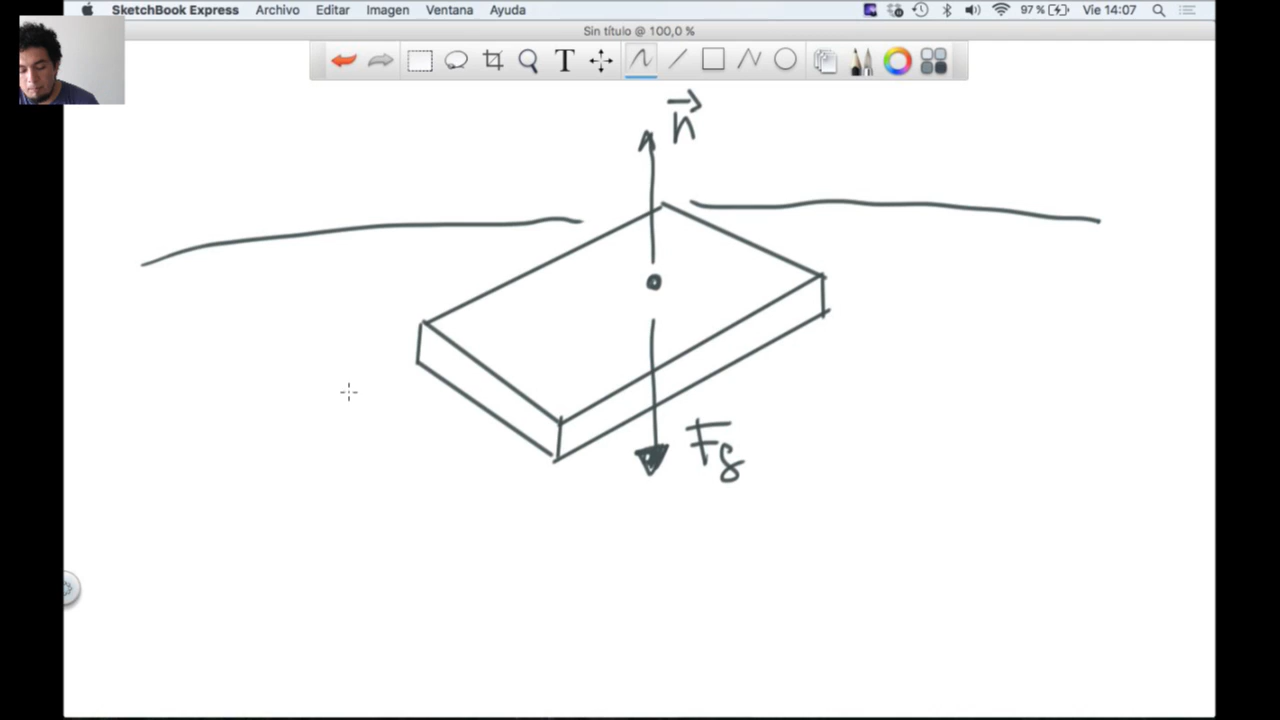 SketchBook Express Archivo Editar Imagen Ventana Ayuda 97 % Vie 14:07
Sin título @ 100,0 %
T
n
Fg